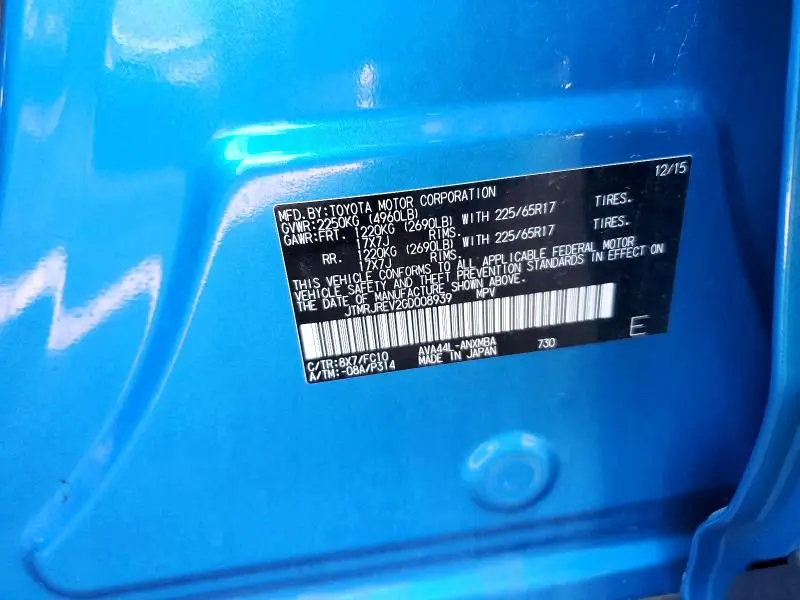 12/15
MFD.BY:TOYOTA MOTOR CORPORATION
GVWR:2250KG (4960LB)
GAWR:FRT. 1220KG (2690LB) WITH 225/65R17 TIRES.
17X7J RIMS.
RR. 1220KG (2690LB) WITH 225/65R17 TIRES.
17X7J RIMS.
THIS VEHICLE CONFORMS TO ALL APPLICABLE FEDERAL MOTOR
VEHICLE SAFETY AND THEFT PREVENTION STANDARDS IN EFFECT ON
THE DATE OF MANUFACTURE SHOWN ABOVE.
JTMRJREV2GD008939 MPV
E
C/TR:8X7/FC10 AVA44L-ANXMBA 730
A/TM:-08A/P314 MADE IN JAPAN